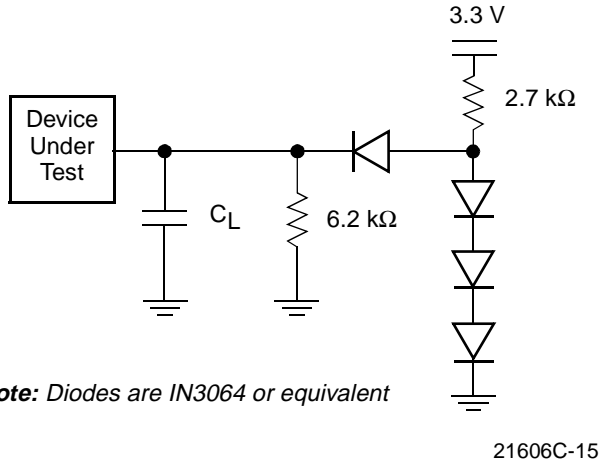 3.3 V
2.7 kΩ
Device
Under
Test
CL
6.2 kΩ
ote: Diodes are IN3064 or equivalent
21606C-15